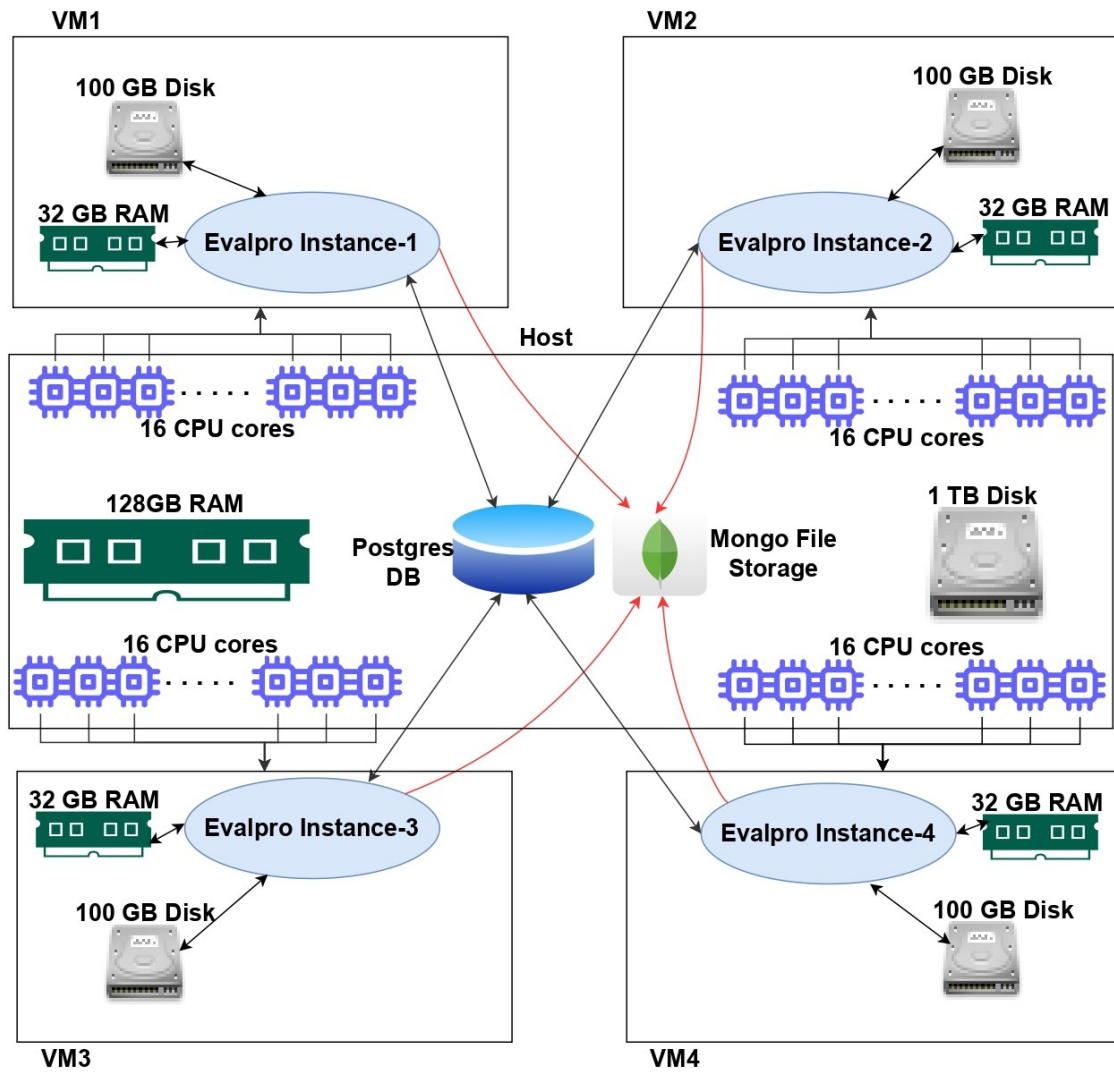 VM1
VM2
100 GB Disk
100 GB Disk
32 GB RAM
32 GB RAM
Evalpro Instance-1
Evalpro Instance-2
Host
16 CPU cores
16 CPU cores
128GB RAM
1 TB Disk
Postgres
DB
Mongo File
Storage
16 CPU cores
16 CPU cores
32 GB RAM
32 GB RAM
Evalpro Instance-3
Evalpro Instance-4
100 GB Disk
100 GB Disk
VM3
VM4